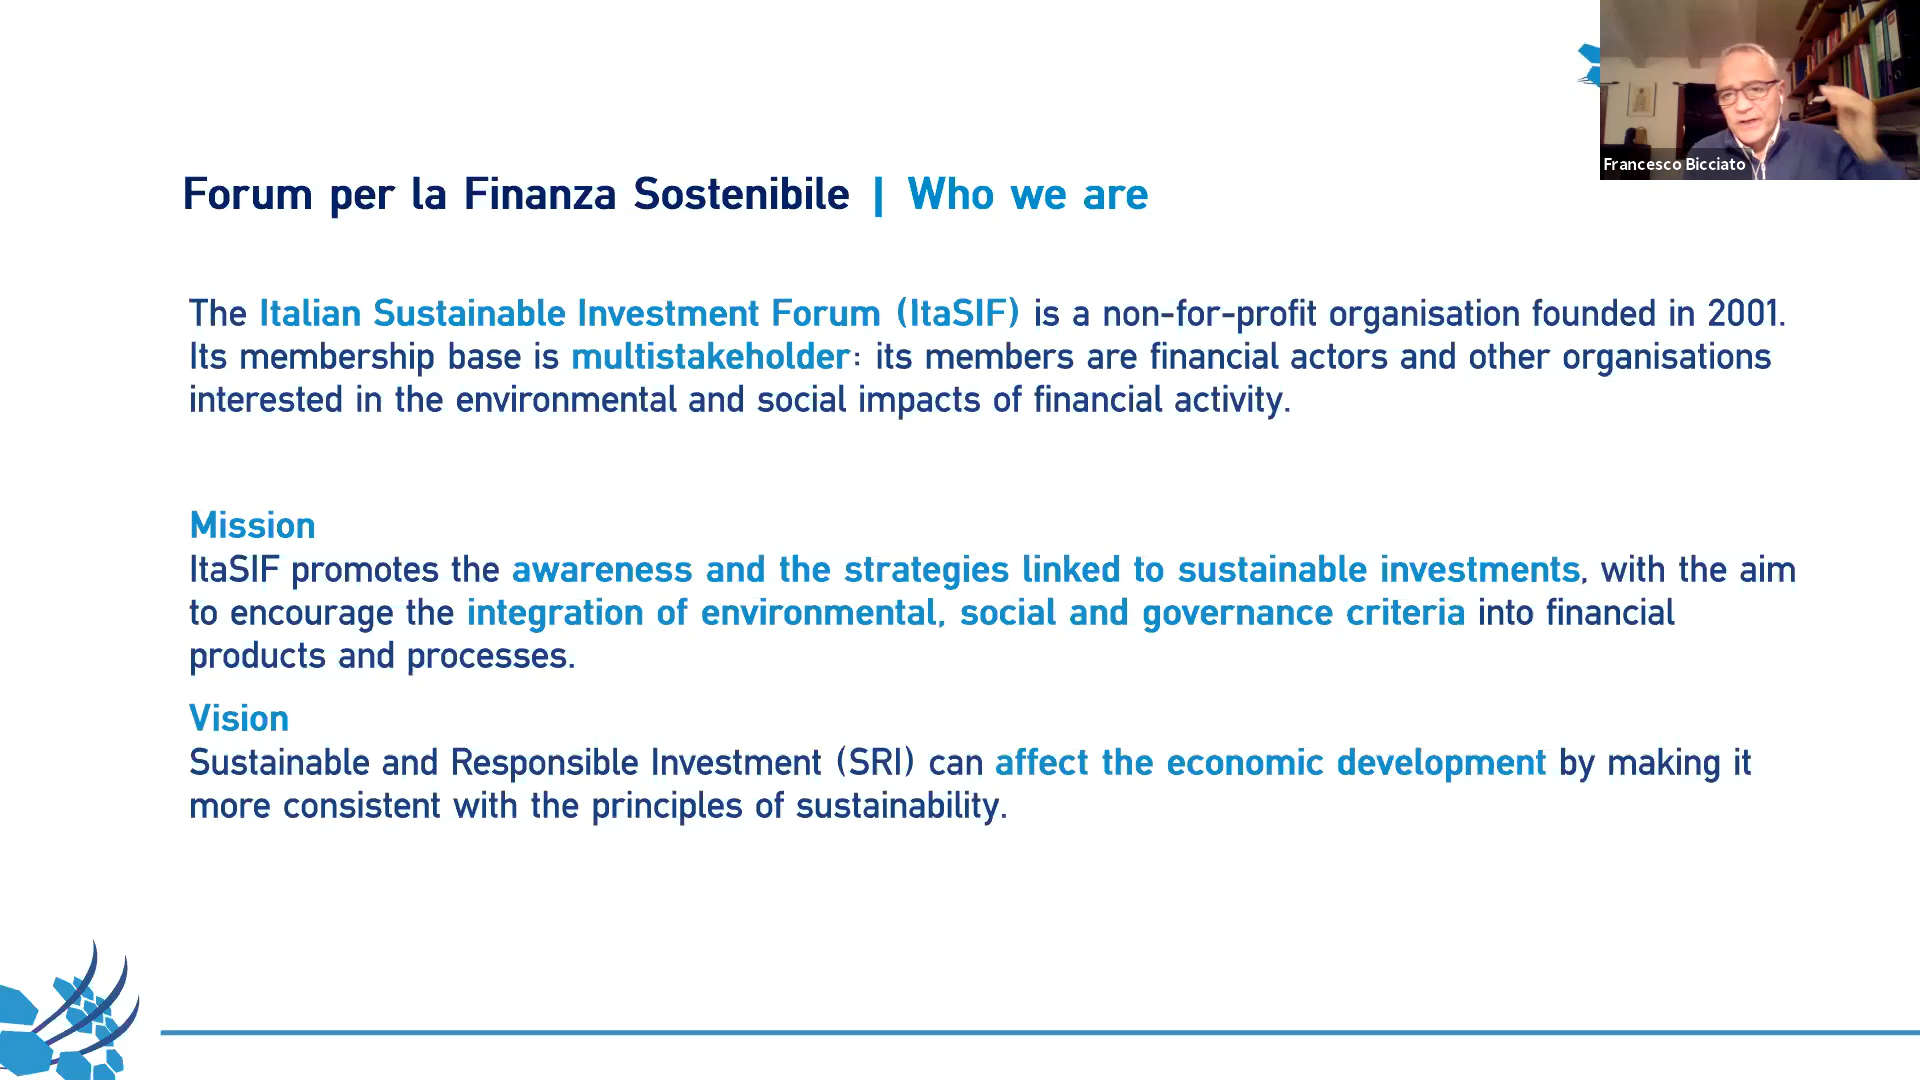 Francesco Bicciato
Forum per la Finanza Sostenibile | Who we are
The Italian Sustainable Investment Forum (ItaSIF) is a non-for-profit organisation founded in 2001.
Its membership base is multistakeholder: its members are financial actors and other organisations
interested in the environmental and social impacts of financial activity.
Mission
ItaSIF promotes the awareness and the strategies linked to sustainable investments, with the aim
to encourage the integration of environmental, social and governance criteria into financial
products and processes.
Vision
Sustainable and Responsible Investment (SRI) can affect the economic development by making it
more consistent with the principles of sustainability.